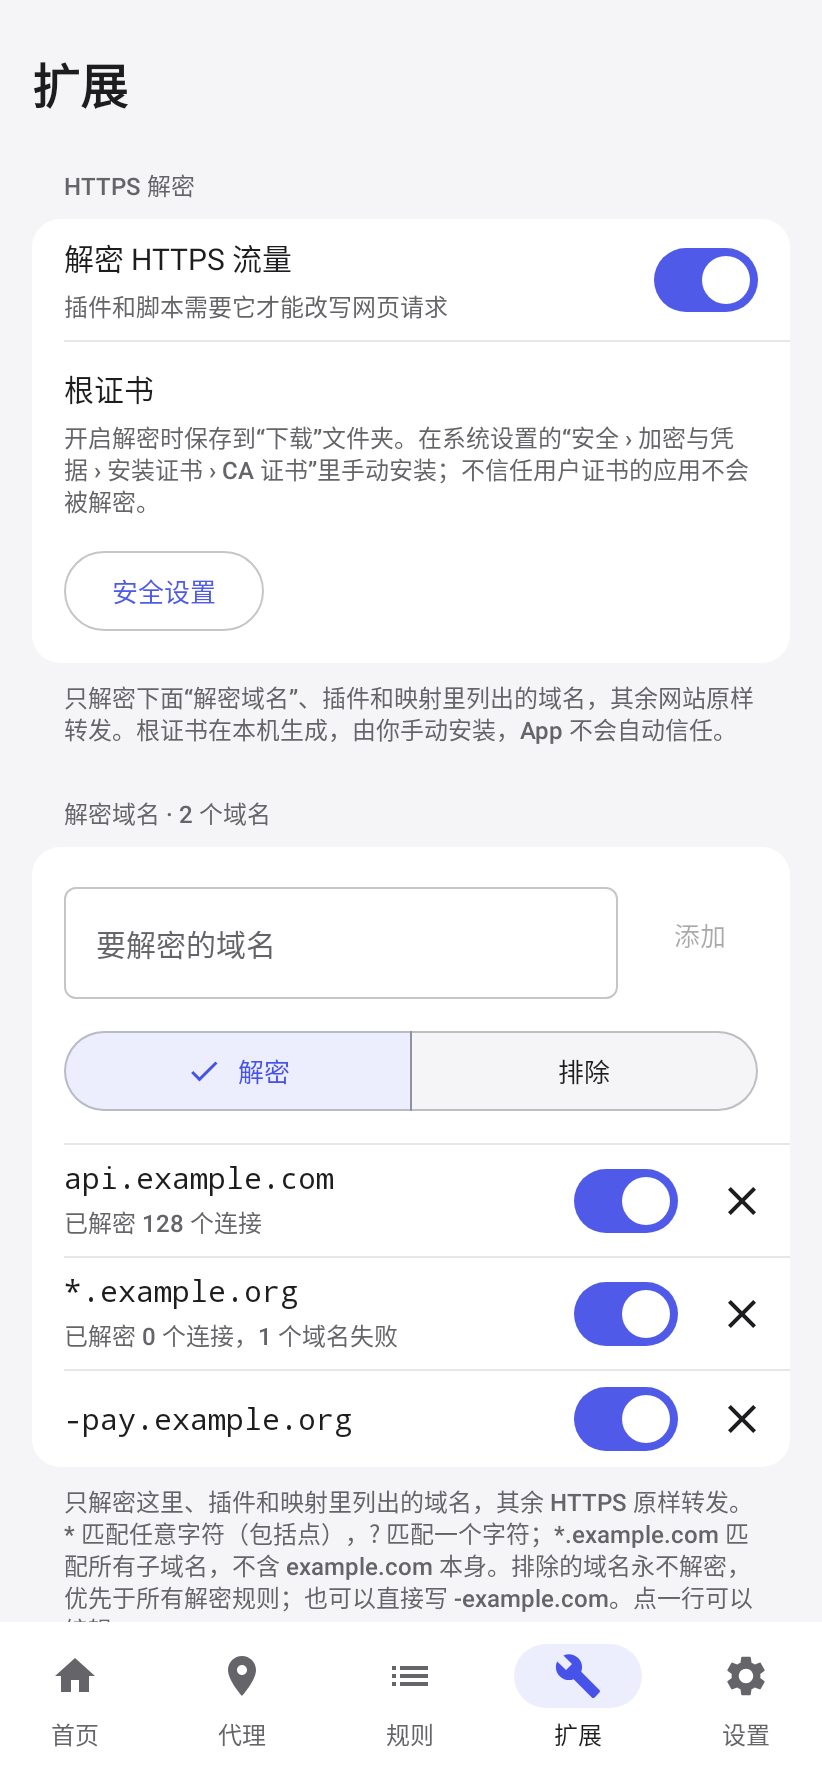 扩展
HTTPS 解密
解密 HTTPS 流量
插件和脚本需要它才能改写网页请求
根证书
开启解密时保存到“下载”文件夹。在系统设置的“安全 › 加密与凭
据 › 安装证书 › CA 证书”里手动安装；不信任用户证书的应用不会
被解密。
安全设置
只解密下面“解密域名”、插件和映射里列出的域名，其余网站原样
转发。根证书在本机生成，由你手动安装，App 不会自动信任。
解密域名 · 2 个域名
要解密的域名
添加
解密
排除
api.example.com
已解密 128 个连接
*.example.org
已解密 0 个连接，1 个域名失败
-pay.example.org
只解密这里、插件和映射里列出的域名，其余 HTTPS 原样转发。
* 匹配任意字符（包括点），? 匹配一个字符；*.example.com 匹
配所有子域名，不含 example.com 本身。排除的域名永不解密，
优先于所有解密规则；也可以直接写 -example.com。点一行可以
首页
代理
规则
扩展
设置